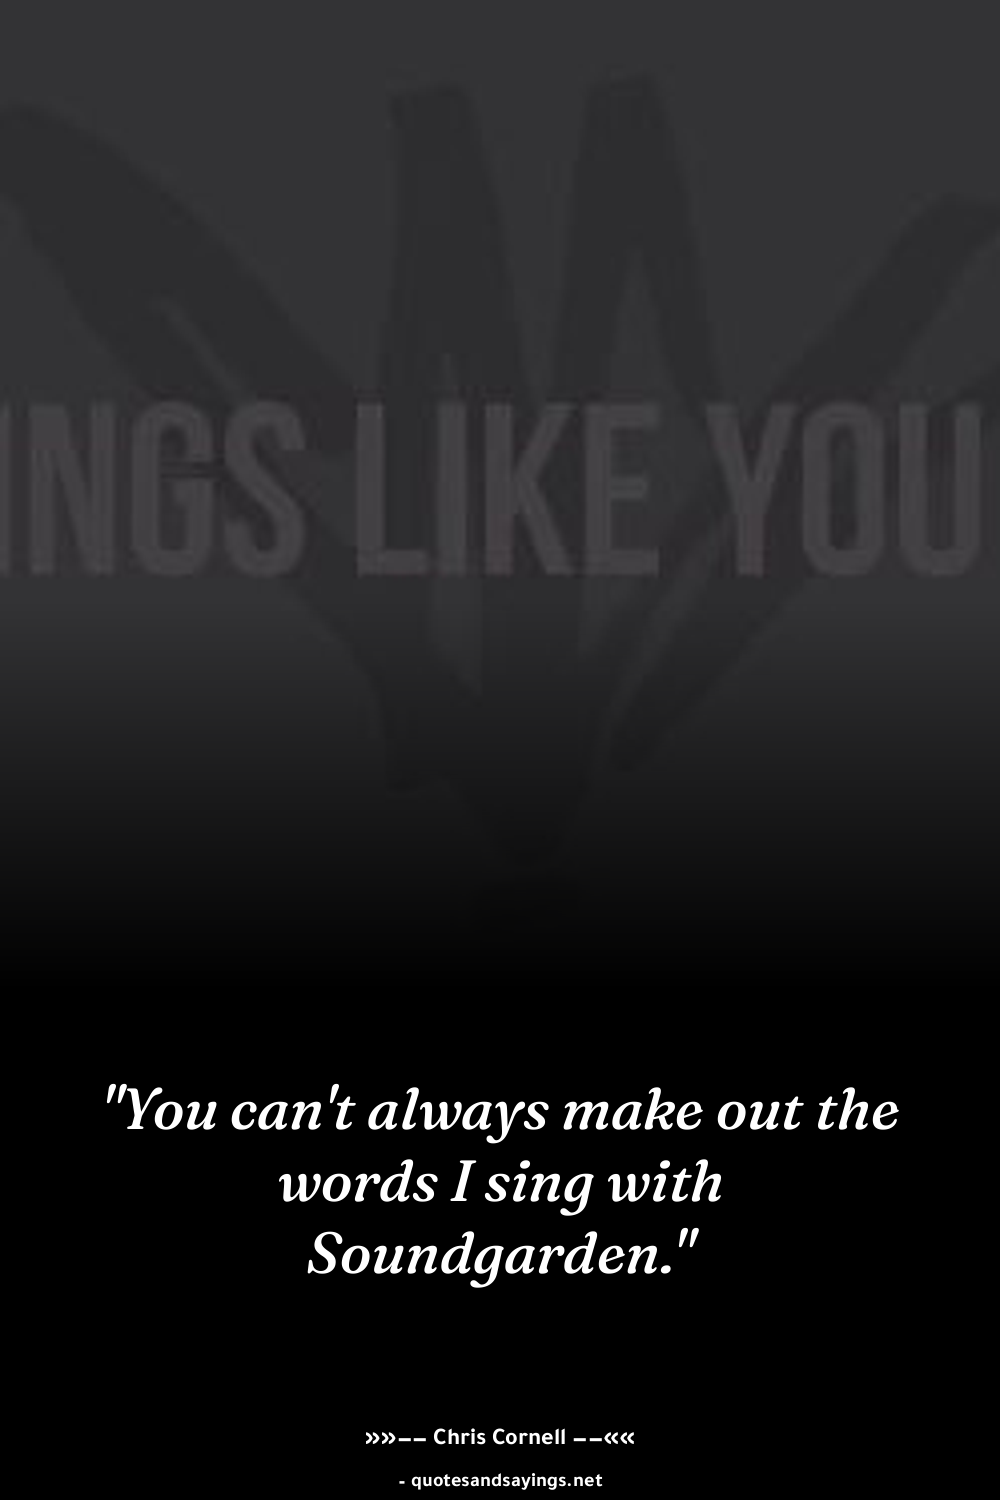 INGS LIKE YOU
"You can't always make out the
words I sing with
Soundgarden."
»»–– Chris Cornell ––««
- quotesandsayings.net